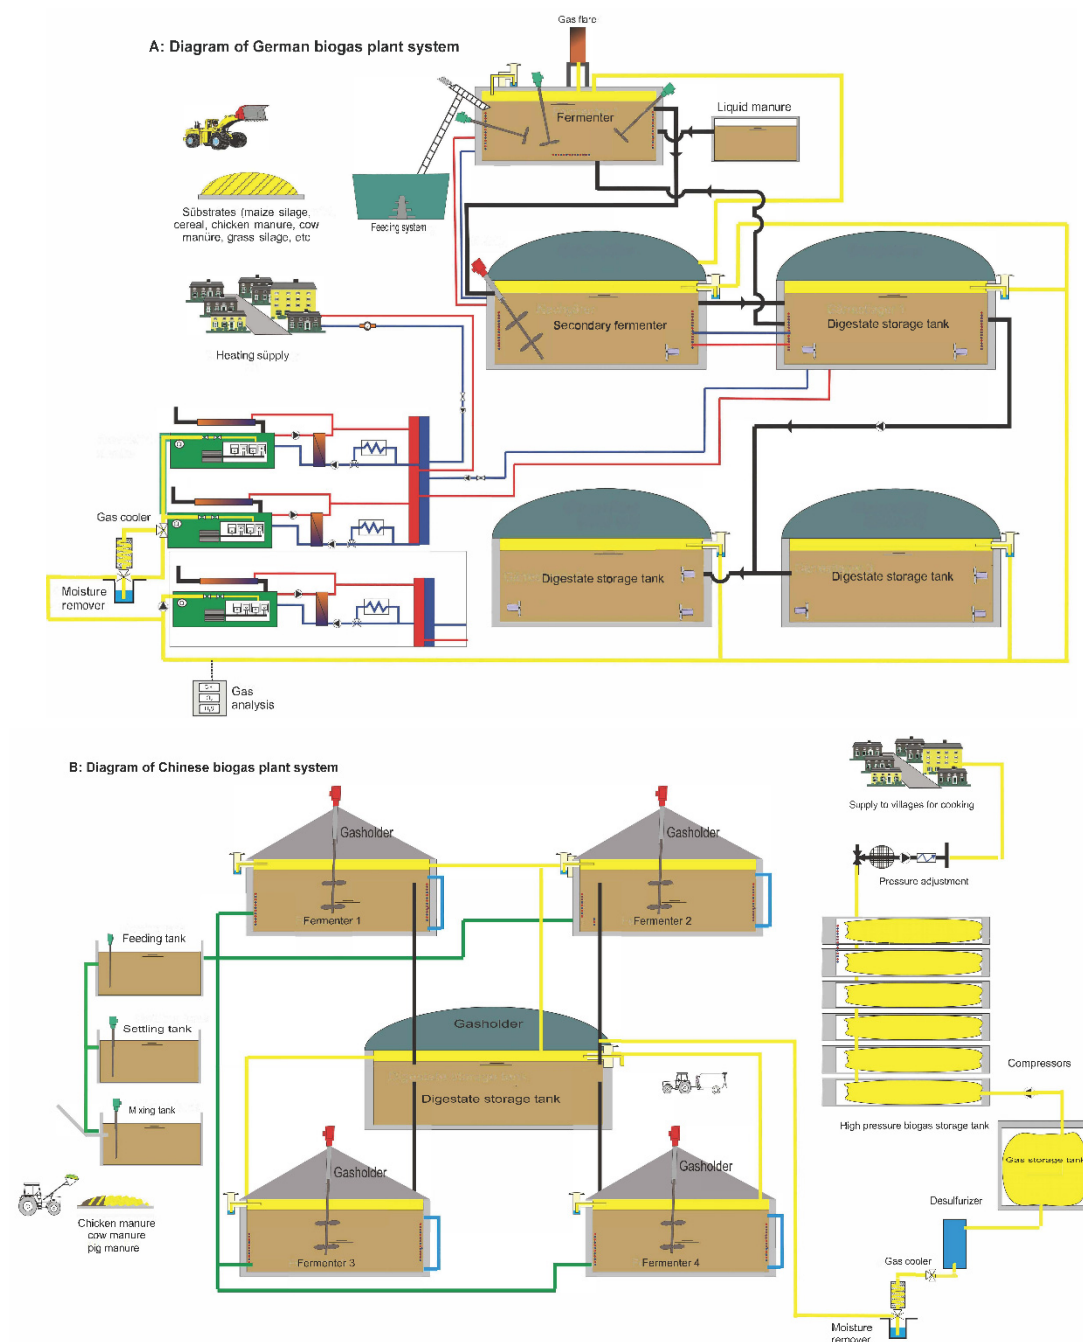 Gas flare
A: Diagram of German biogas plant system
Fermenter
Liquid manure
Substrates (maize silage,
cereal, chicken manure, cow
manure, grass silage, etc
Feeding system
Secondary fermenter
Digestate storage tank
Heating supply
Gas cooler
Digestate storage tank
Digestate storage tank
Moisture
remover
Gas
analysis
B: Diagram of Chinese biogas plant system
Supply to villages for cooking
Gasholder
Gasholder
Pressure adjustment
Fermenter 1
Fermenter 2
Feeding tank
Settling tank
Gasholder
Compressors
Digestate storage tank
Mixing tank
High pressure biogas storage tank
Gasholder
Gasholder
Gas storage tank
Chicken manure
cow manure
pig manure
Desulfurizer
Fermenter 3
Fermenter 4
Gas cooler
Moisture
remover